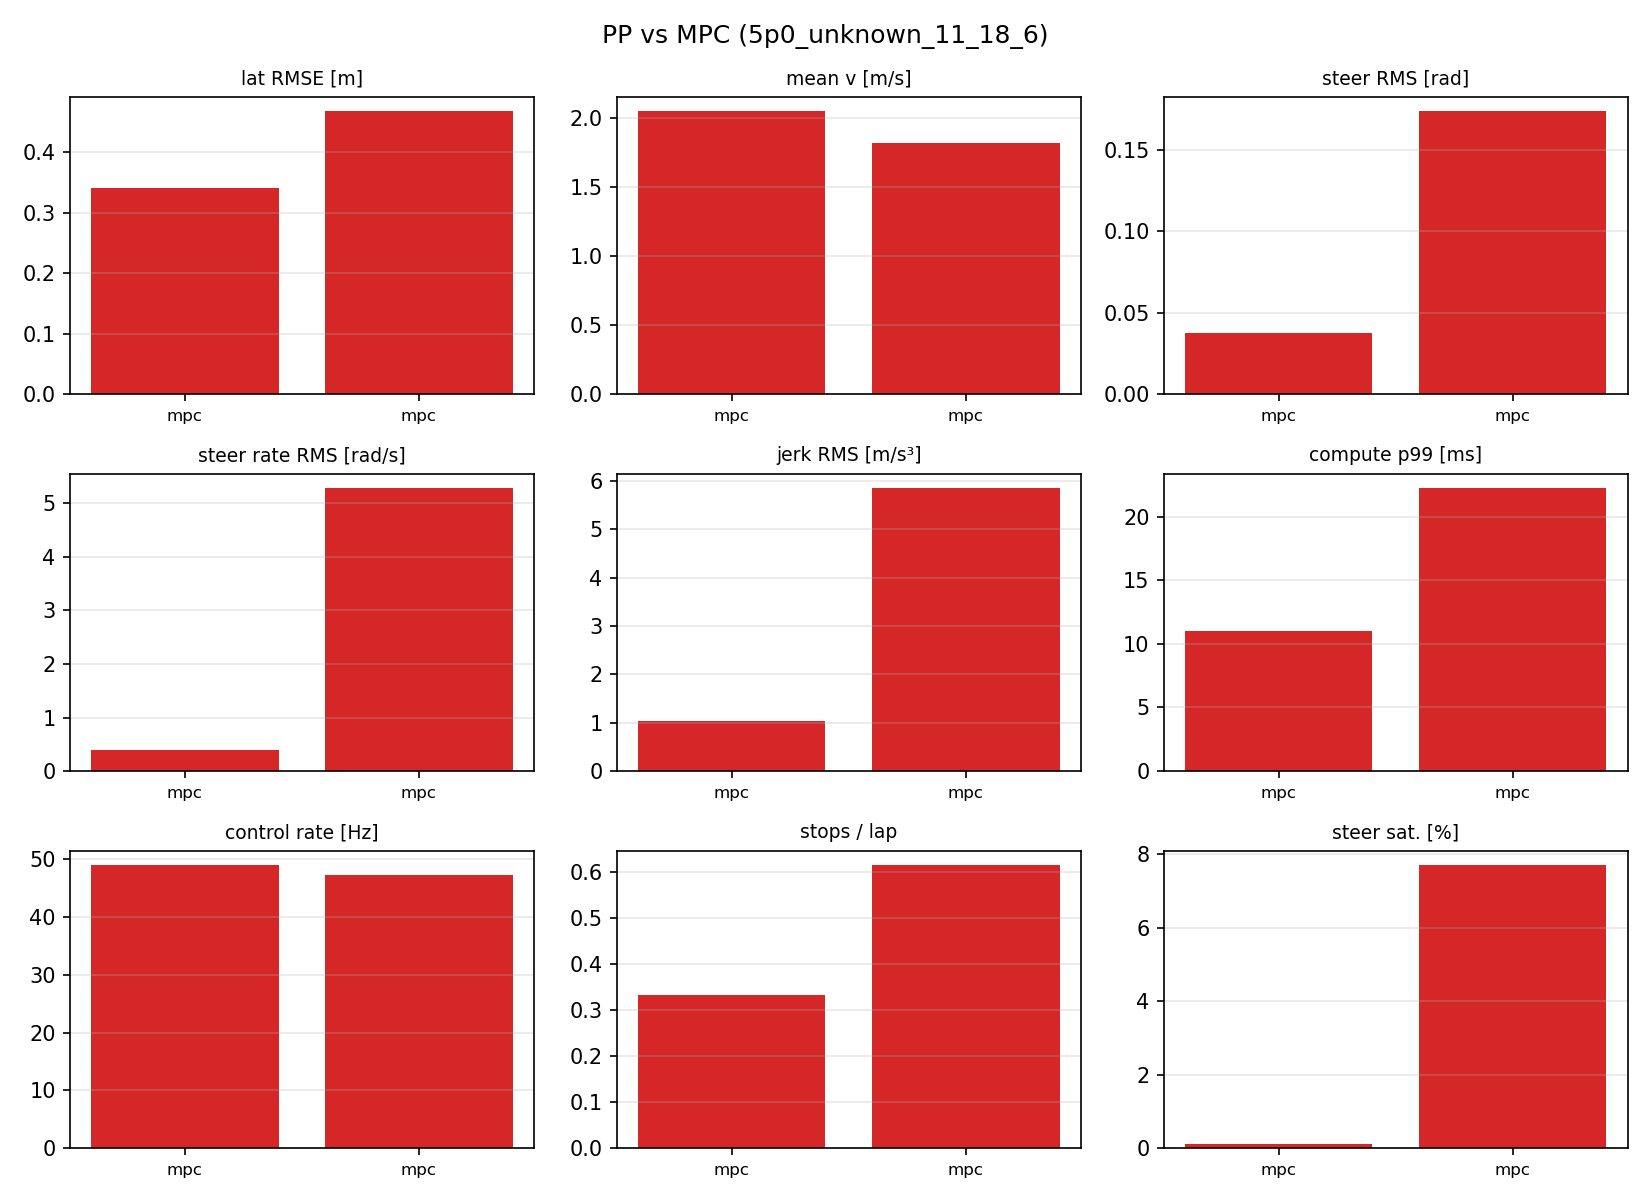 PP vs MPC (5p0_unknown_11_18_6)
lat RMSE [m]
0.4
0.3
0.2
0.1
0.0
mpc mpc
mean v [m/s]
2.0
1.5
1.0
0.5
0.0
mpc mpc
steer RMS [rad]
0.15
0.10
0.05
0.00
mpc mpc
steer rate RMS [rad/s]
5
4
3
2
1
0
mpc mpc
jerk RMS [m/s³]
6
5
4
3
2
1
0
mpc mpc
compute p99 [ms]
20
15
10
5
0
mpc mpc
control rate [Hz]
50
40
30
20
10
0
mpc mpc
stops / lap
0.6
0.5
0.4
0.3
0.2
0.1
0.0
mpc mpc
steer sat. [%]
8
6
4
2
0
mpc mpc